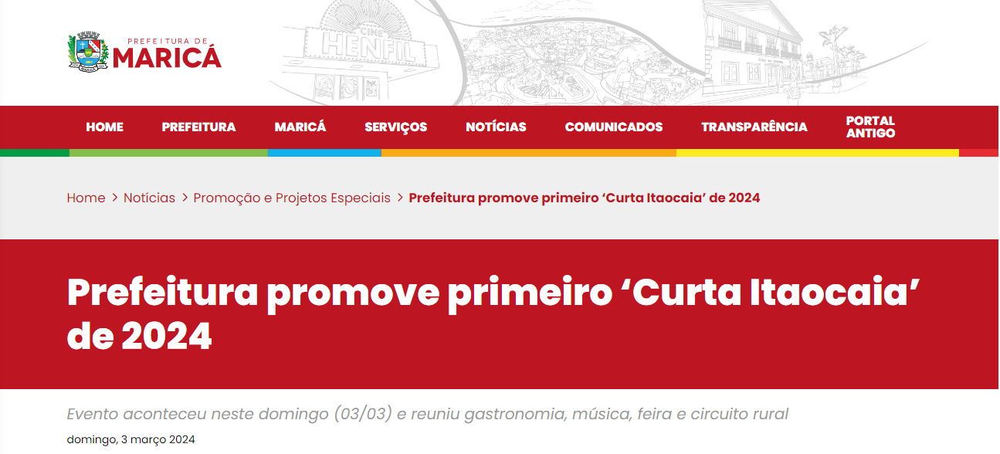 PREFEITURA DE
MARICÁ
CINE
HENFIL
HOME PREFEITURA MARICÁ SERVIÇOS NOTÍCIAS COMUNICADOS TRANSPARÊNCIA PORTAL ANTIGO
Home > Notícias > Promoção e Projetos Especiais > Prefeitura promove primeiro ‘Curta Itaocaia’ de 2024
Prefeitura promove primeiro ‘Curta Itaocaia’
de 2024
Evento aconteceu neste domingo (03/03) e reuniu gastronomia, música, feira e circuito rural
domingo, 3 março 2024